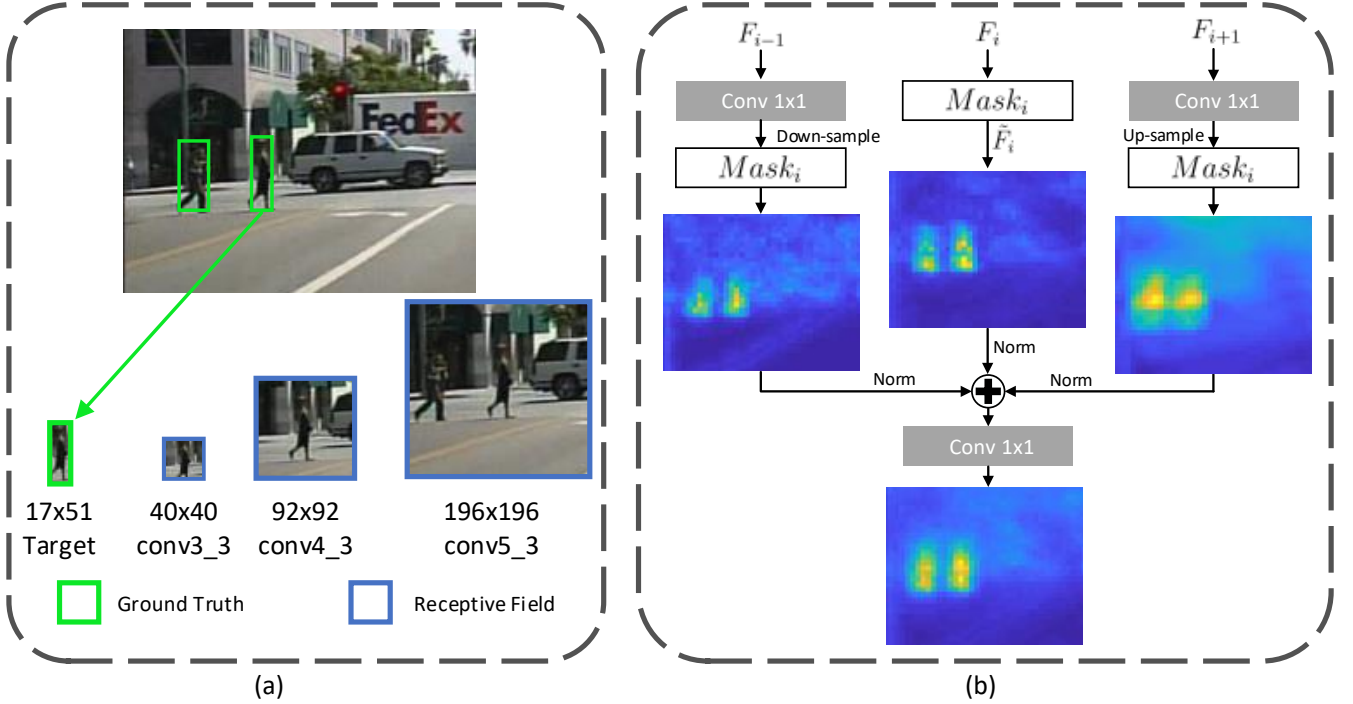 FedEx
17x51
Target
40x40
conv3_3
92x92
conv4_3
196x196
conv5_3
Ground Truth
Receptive Field
(a)
F_{i-1}
F_i
F_{i+1}
Conv 1x1
Mask_i
Conv 1x1
Down-sample
F̃_i
Up-sample
Mask_i
Mask_i
Norm
Norm
Norm
Conv 1x1
(b)